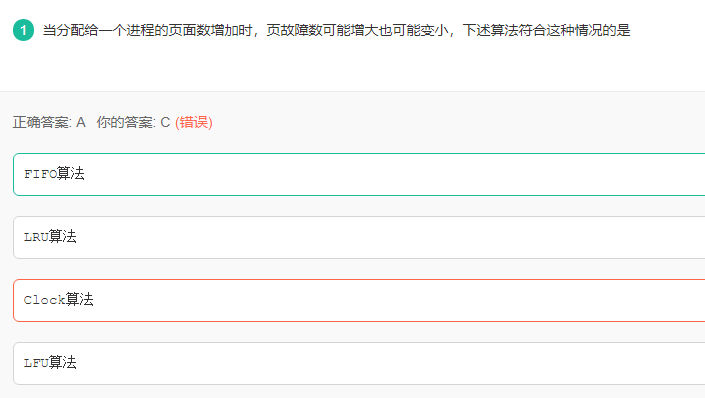 1 当分配给一个进程的页面数增加时，页故障数可能增大也可能变小，下述算法符合这种情况的是
正确答案: A 你的答案: C (错误)
FIFO算法
LRU算法
Clock算法
LFU算法